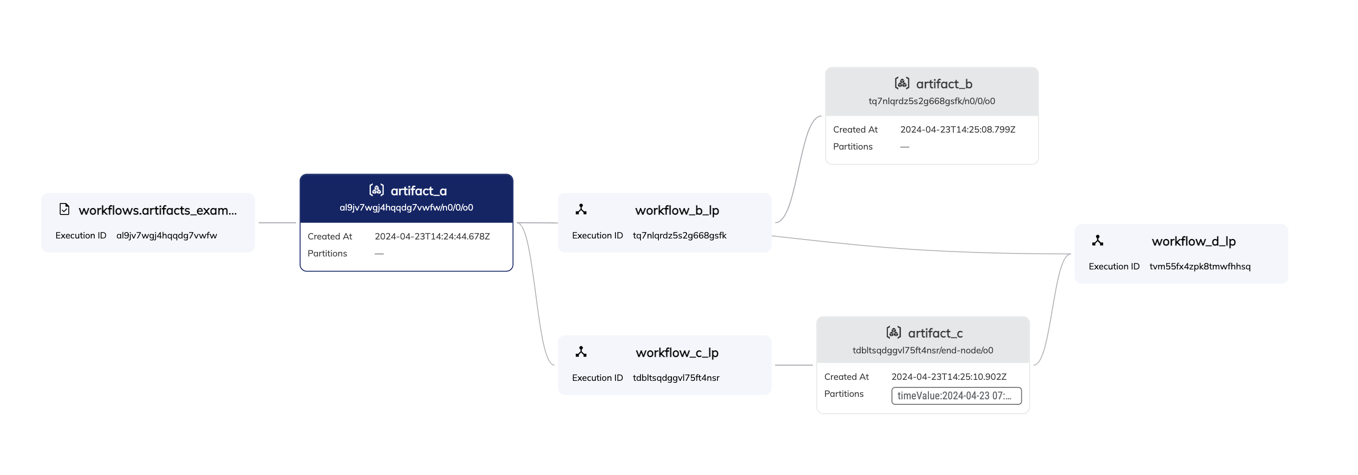 workflows.artifacts_exam...
Execution ID al9jv7wgj4hqqdg7vwfw
artifact_a
al9jv7wgj4hqqdg7vwfw/n0/0/o0
Created At 2024-04-23T14:24:44.678Z
Partitions —
workflow_b_lp
Execution ID tq7nlqrdz5s2g668gsfk
artifact_b
tq7nlqrdz5s2g668gsfk/n0/0/o0
Created At 2024-04-23T14:25:08.799Z
Partitions —
workflow_c_lp
Execution ID tdbltsqdggvl75ft4nsr
artifact_c
tdbltsqdggvl75ft4nsr/end-node/o0
Created At 2024-04-23T14:25:10.902Z
Partitions timeValue:2024-04-23 07:...
workflow_d_lp
Execution ID tvm55fx4zpk8tmwfhhsq